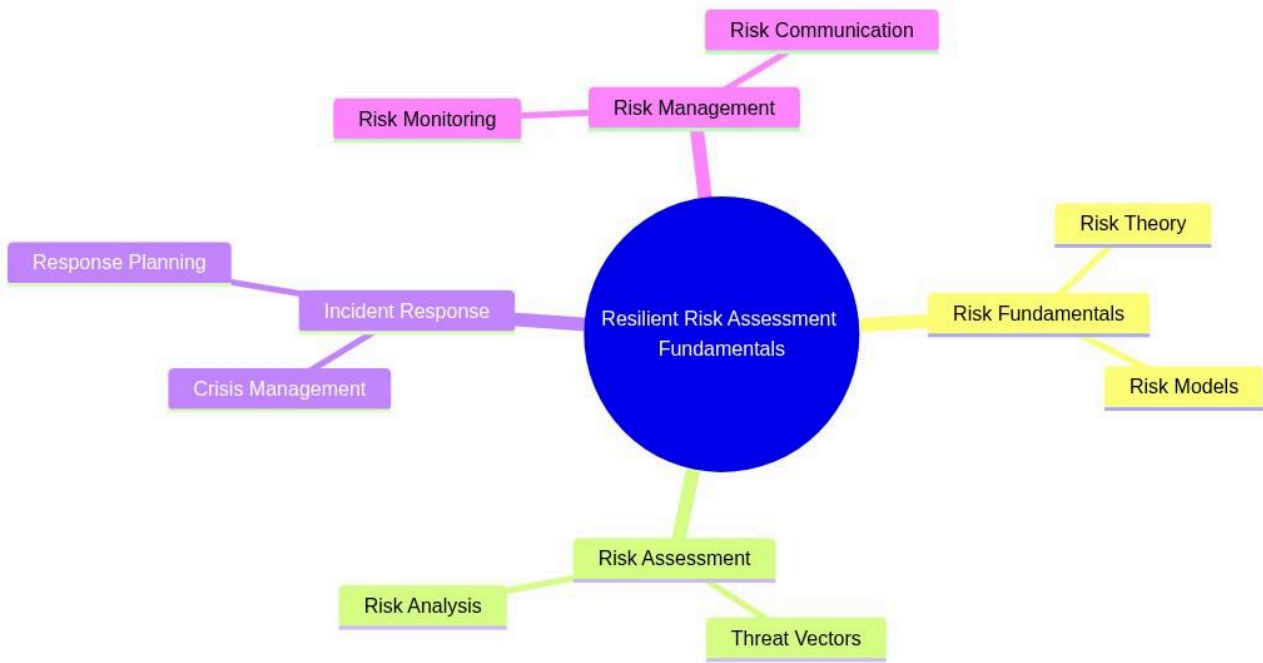 Risk Communication
Risk Management
Risk Monitoring
Risk Theory
Response Planning
Incident Response
Risk Fundamentals
Resilient Risk Assessment
Fundamentals
Crisis Management
Risk Models
Risk Assessment
Risk Analysis
Threat Vectors